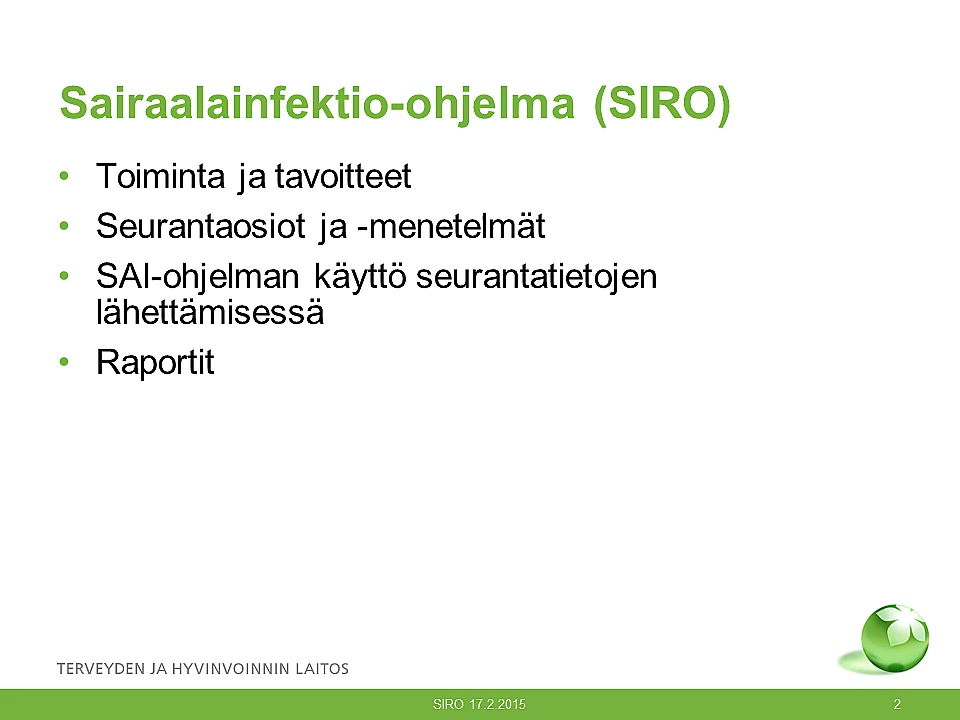 Sairaalainfektio-ohjelma (SIRO)
• Toiminta ja tavoitteet
• Seurantaosiot ja -menetelmät
• SAI-ohjelman käyttö seurantatietojen
lähettämisessä
• Raportit
TERVEYDEN JA HYVINVOINNIN LAITOS
SIRO 17.2.2015 2